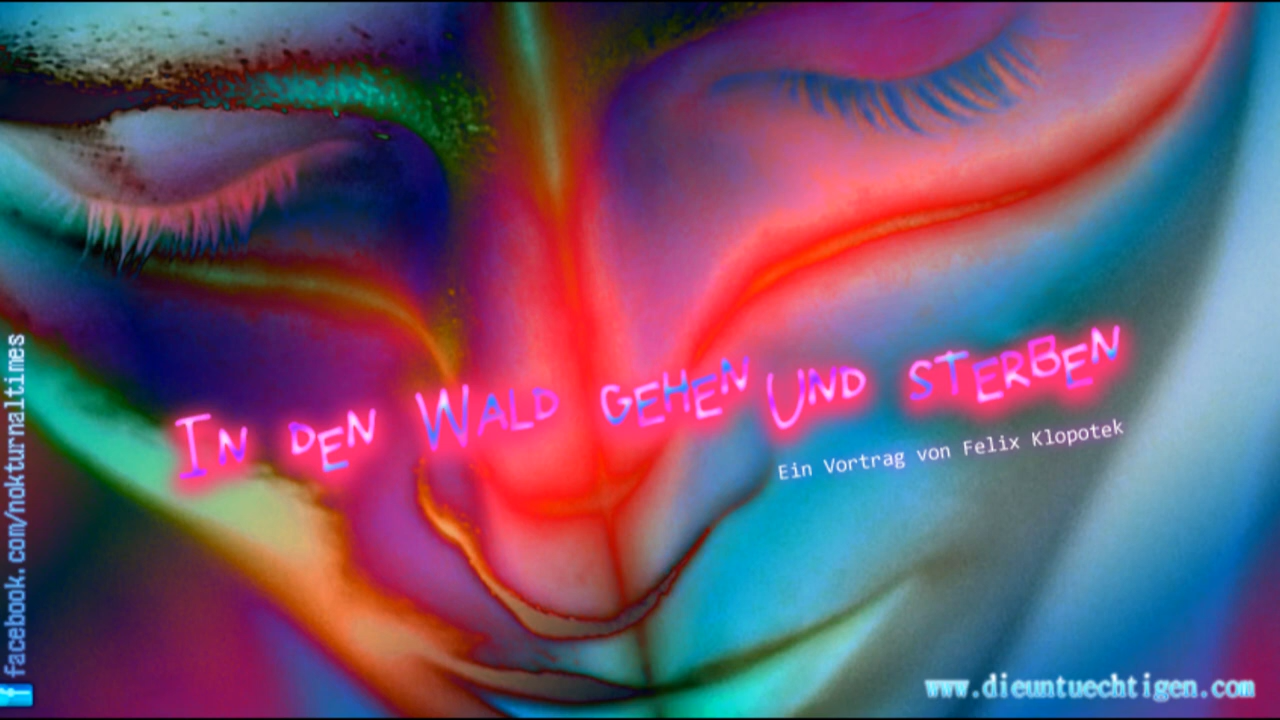 In den Wald gehen und sterben
Ein Vortrag von Felix Klopotek
facebook.com/nokturnaltimes
www.dieuntuechtigen.com